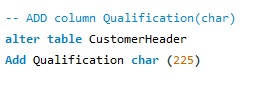 -- ADD column Qualification(char)
alter table CustomerHeader
Add Qualification char (225)